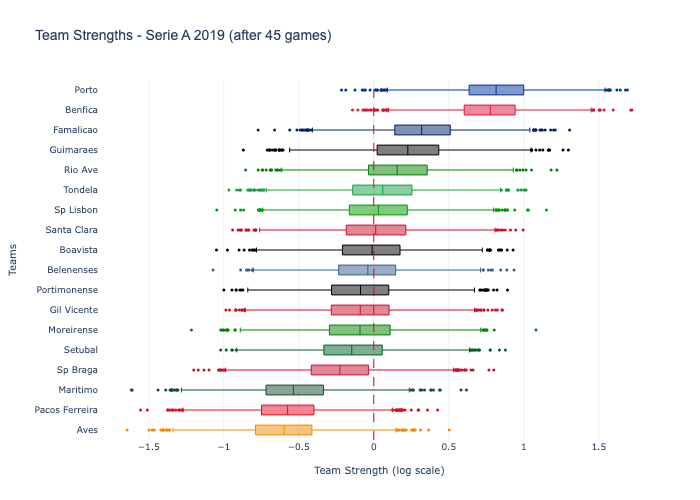 Team Strengths - Serie A 2019 (after 45 games)
Teams
Porto
Benfica
Famalicao
Guimaraes
Rio Ave
Tondela
Sp Lisbon
Santa Clara
Boavista
Belenenses
Portimonense
Gil Vicente
Moreirense
Setubal
Sp Braga
Maritimo
Pacos Ferreira
Aves
−1.5 −1 −0.5 0 0.5 1 1.5
Team Strength (log scale)